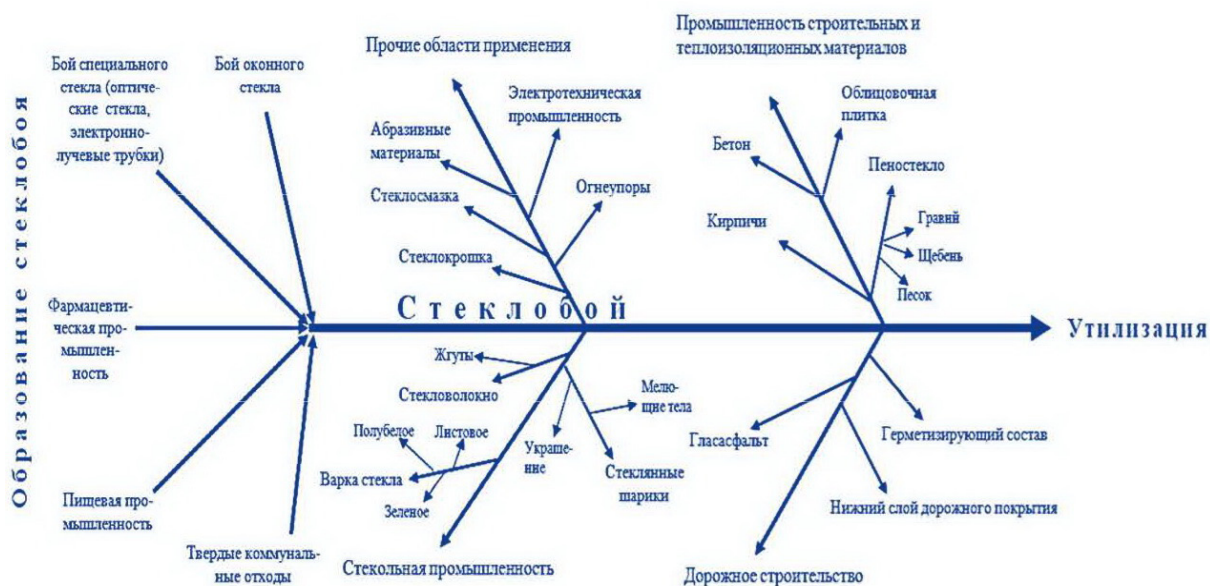 Образование стеклобоя
Бой специального
стекла (оптиче-
ские стекла,
электронно-
лучевые трубки)
Бой оконного
стекла
Фармацевти-
ческая про-
мышлен-
ность
Пищевая про-
мышленность
Твердые коммуналь-
ные отходы
Стеклобой
Утилизация
Прочие области применения
Электротехническая
промышленность
Абразивные
материалы
Стеклосмазка
Огнеупоры
Стеклокрошка
Промышленность строительных и
теплоизоляционных материалов
Облицовочная
плитка
Бетон
Пеностекло
Кирпичи
Гравий
Щебень
Песок
Жгуты
Стекловолокно
Мелю-
щие тела
Полубелое
Листовое
Украше-
ние
Стеклянные
шарики
Варка стекла
Зеленое
Стекольная промышленность
Гласасфальт
Герметизирующий состав
Нижний слой дорожного покрытия
Дорожное строительство